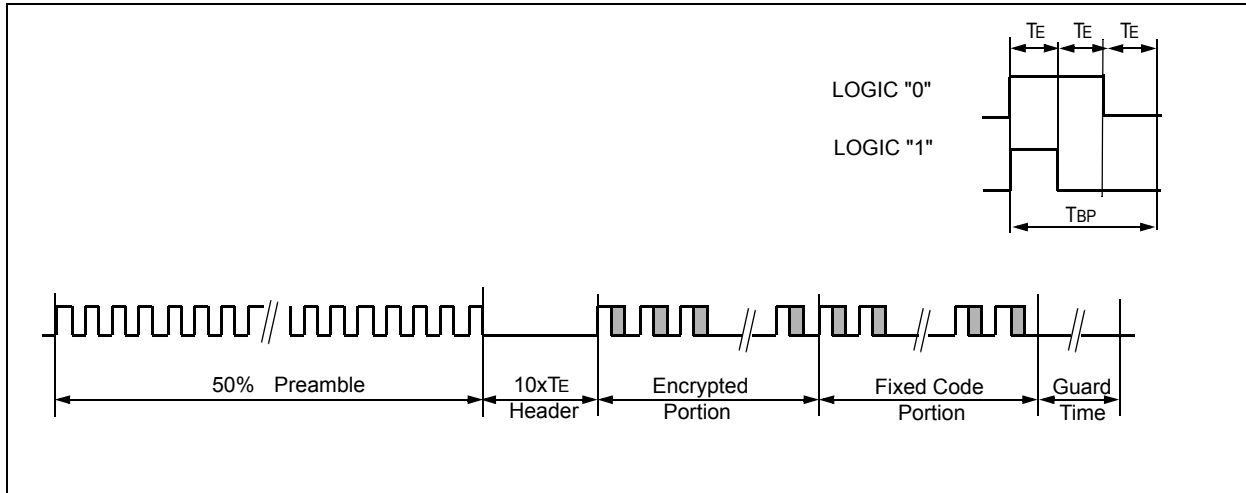 TE TE TE
LOGIC "0"
LOGIC "1"
TBP
50% Preamble
10xTE
Header
Encrypted
Portion
Fixed Code
Portion
Guard
Time